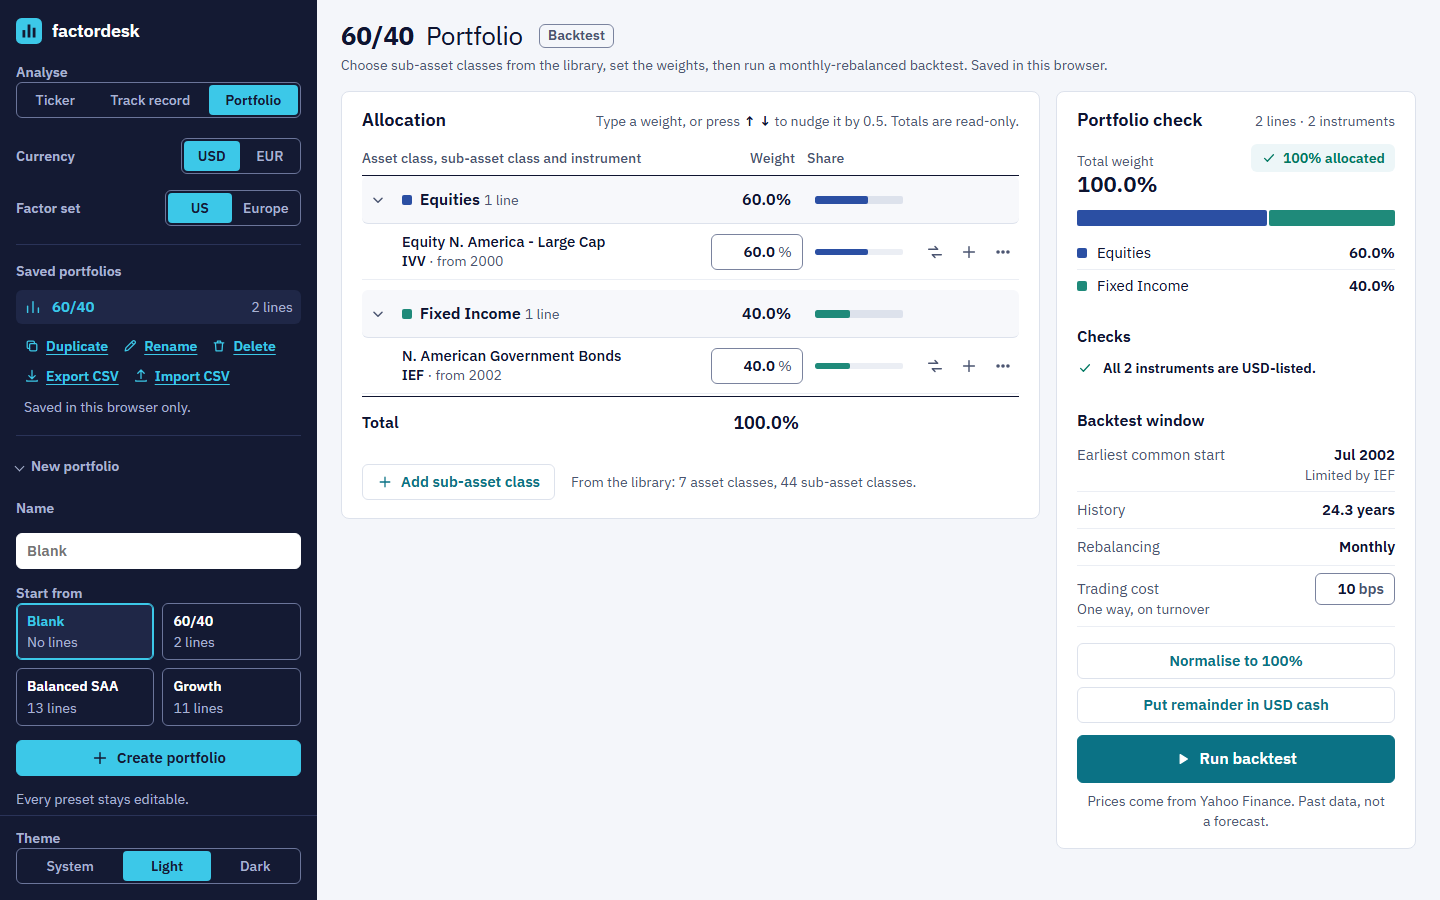 factordesk
Analyse
Ticker Track record Portfolio
Currency USD EUR
Factor set US Europe
Saved portfolios
60/40 2 lines
Duplicate Rename Delete
Export CSV Import CSV
Saved in this browser only.
New portfolio
Name
Blank
Start from
Blank
No lines
60/40
2 lines
Balanced SAA
13 lines
Growth
11 lines
Create portfolio
Every preset stays editable.
Theme
System Light Dark
60/40 Portfolio Backtest
Choose sub-asset classes from the library, set the weights, then run a monthly-rebalanced backtest. Saved in this browser.
Allocation Type a weight, or press ↑ ↓ to nudge it by 0.5. Totals are read-only.
Asset class, sub-asset class and instrument Weight Share
Equities 1 line 60.0%
Equity N. America - Large Cap
IVV · from 2000
60.0 %
Fixed Income 1 line 40.0%
N. American Government Bonds
IEF · from 2002
40.0 %
Total 100.0%
Add sub-asset class From the library: 7 asset classes, 44 sub-asset classes.
Portfolio check 2 lines · 2 instruments
Total weight
100.0%
100% allocated
Equities 60.0%
Fixed Income 40.0%
Checks
All 2 instruments are USD-listed.
Backtest window
Earliest common start Jul 2002
Limited by IEF
History 24.3 years
Rebalancing Monthly
Trading cost 10 bps
One way, on turnover
Normalise to 100%
Put remainder in USD cash
Run backtest
Prices come from Yahoo Finance. Past data, not
a forecast.